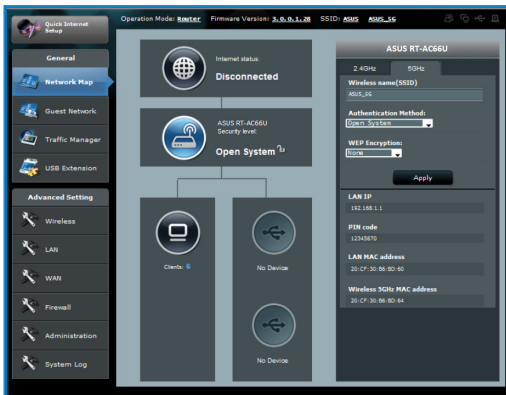 Quick Internet
Setup
Operation Mode: Router Firmware Version: 3.0.0.1.28 SSID: ASUS ASUS_5G
General
Network Map
Guest Network
Traffic Manager
USB Extension
Advanced Setting
Wireless
LAN
WAN
Firewall
Administration
System Log
Internet status:
Disconnected
ASUS RT-AC66U
Security level:
Open System
Clients: 6
No Device
No Device
ASUS RT-AC66U
2.4GHz 5GHz
Wireless name(SSID)
ASUS_5G
Authentication Method:
Open System
WEP Encryption:
None
Apply
LAN IP
192.168.1.1
PIN code
12345670
LAN MAC address
20:CF:30:B6:BD:60
Wireless 5GHz MAC address
20:CF:30:B6:BD:64